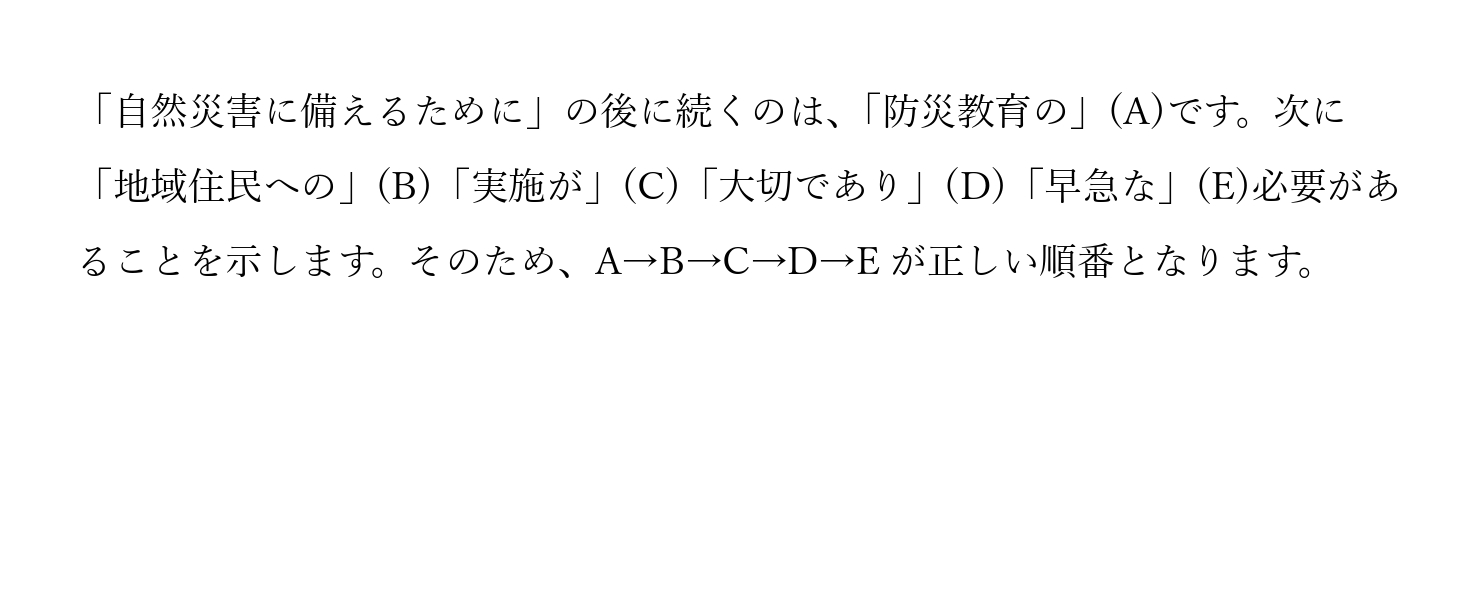 「自然災害に備えるために」の後に続くのは、「防災教育の」(A)です。次に
「地域住民への」(B)「実施が」(C)「大切であり」(D)「早急な」(E)必要があ
ることを示します。そのため、A→B→C→D→E が正しい順番となります。